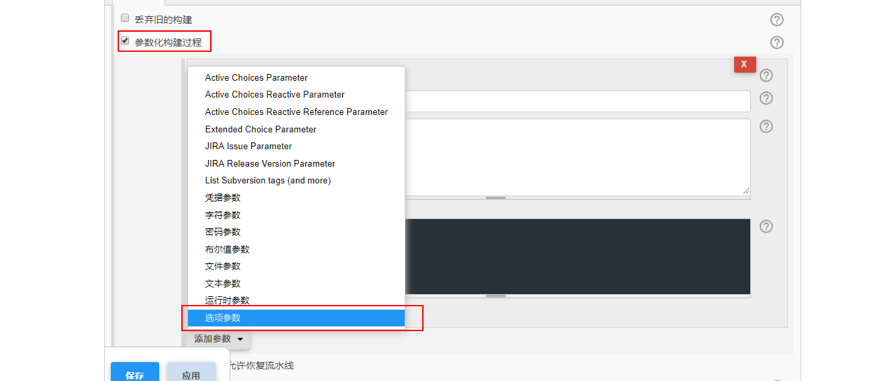 丢弃旧的构建
参数化构建过程
X
Active Choices Parameter
Active Choices Reactive Parameter
Active Choices Reactive Reference Parameter
Extended Choice Parameter
JIRA Issue Parameter
JIRA Release Version Parameter
List Subversion tags (and more)
凭据参数
字符参数
密码参数
布尔值参数
文件参数
文本参数
运行时参数
选项参数
添加参数
允许恢复流水线
保存
应用